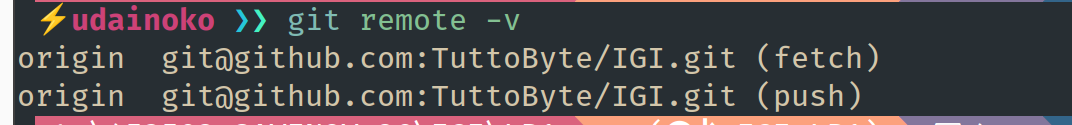 ⚡udainoko ❯❯ git remote -v
origin  git@github.com:TuttoByte/IGI.git (fetch)
origin  git@github.com:TuttoByte/IGI.git (push)